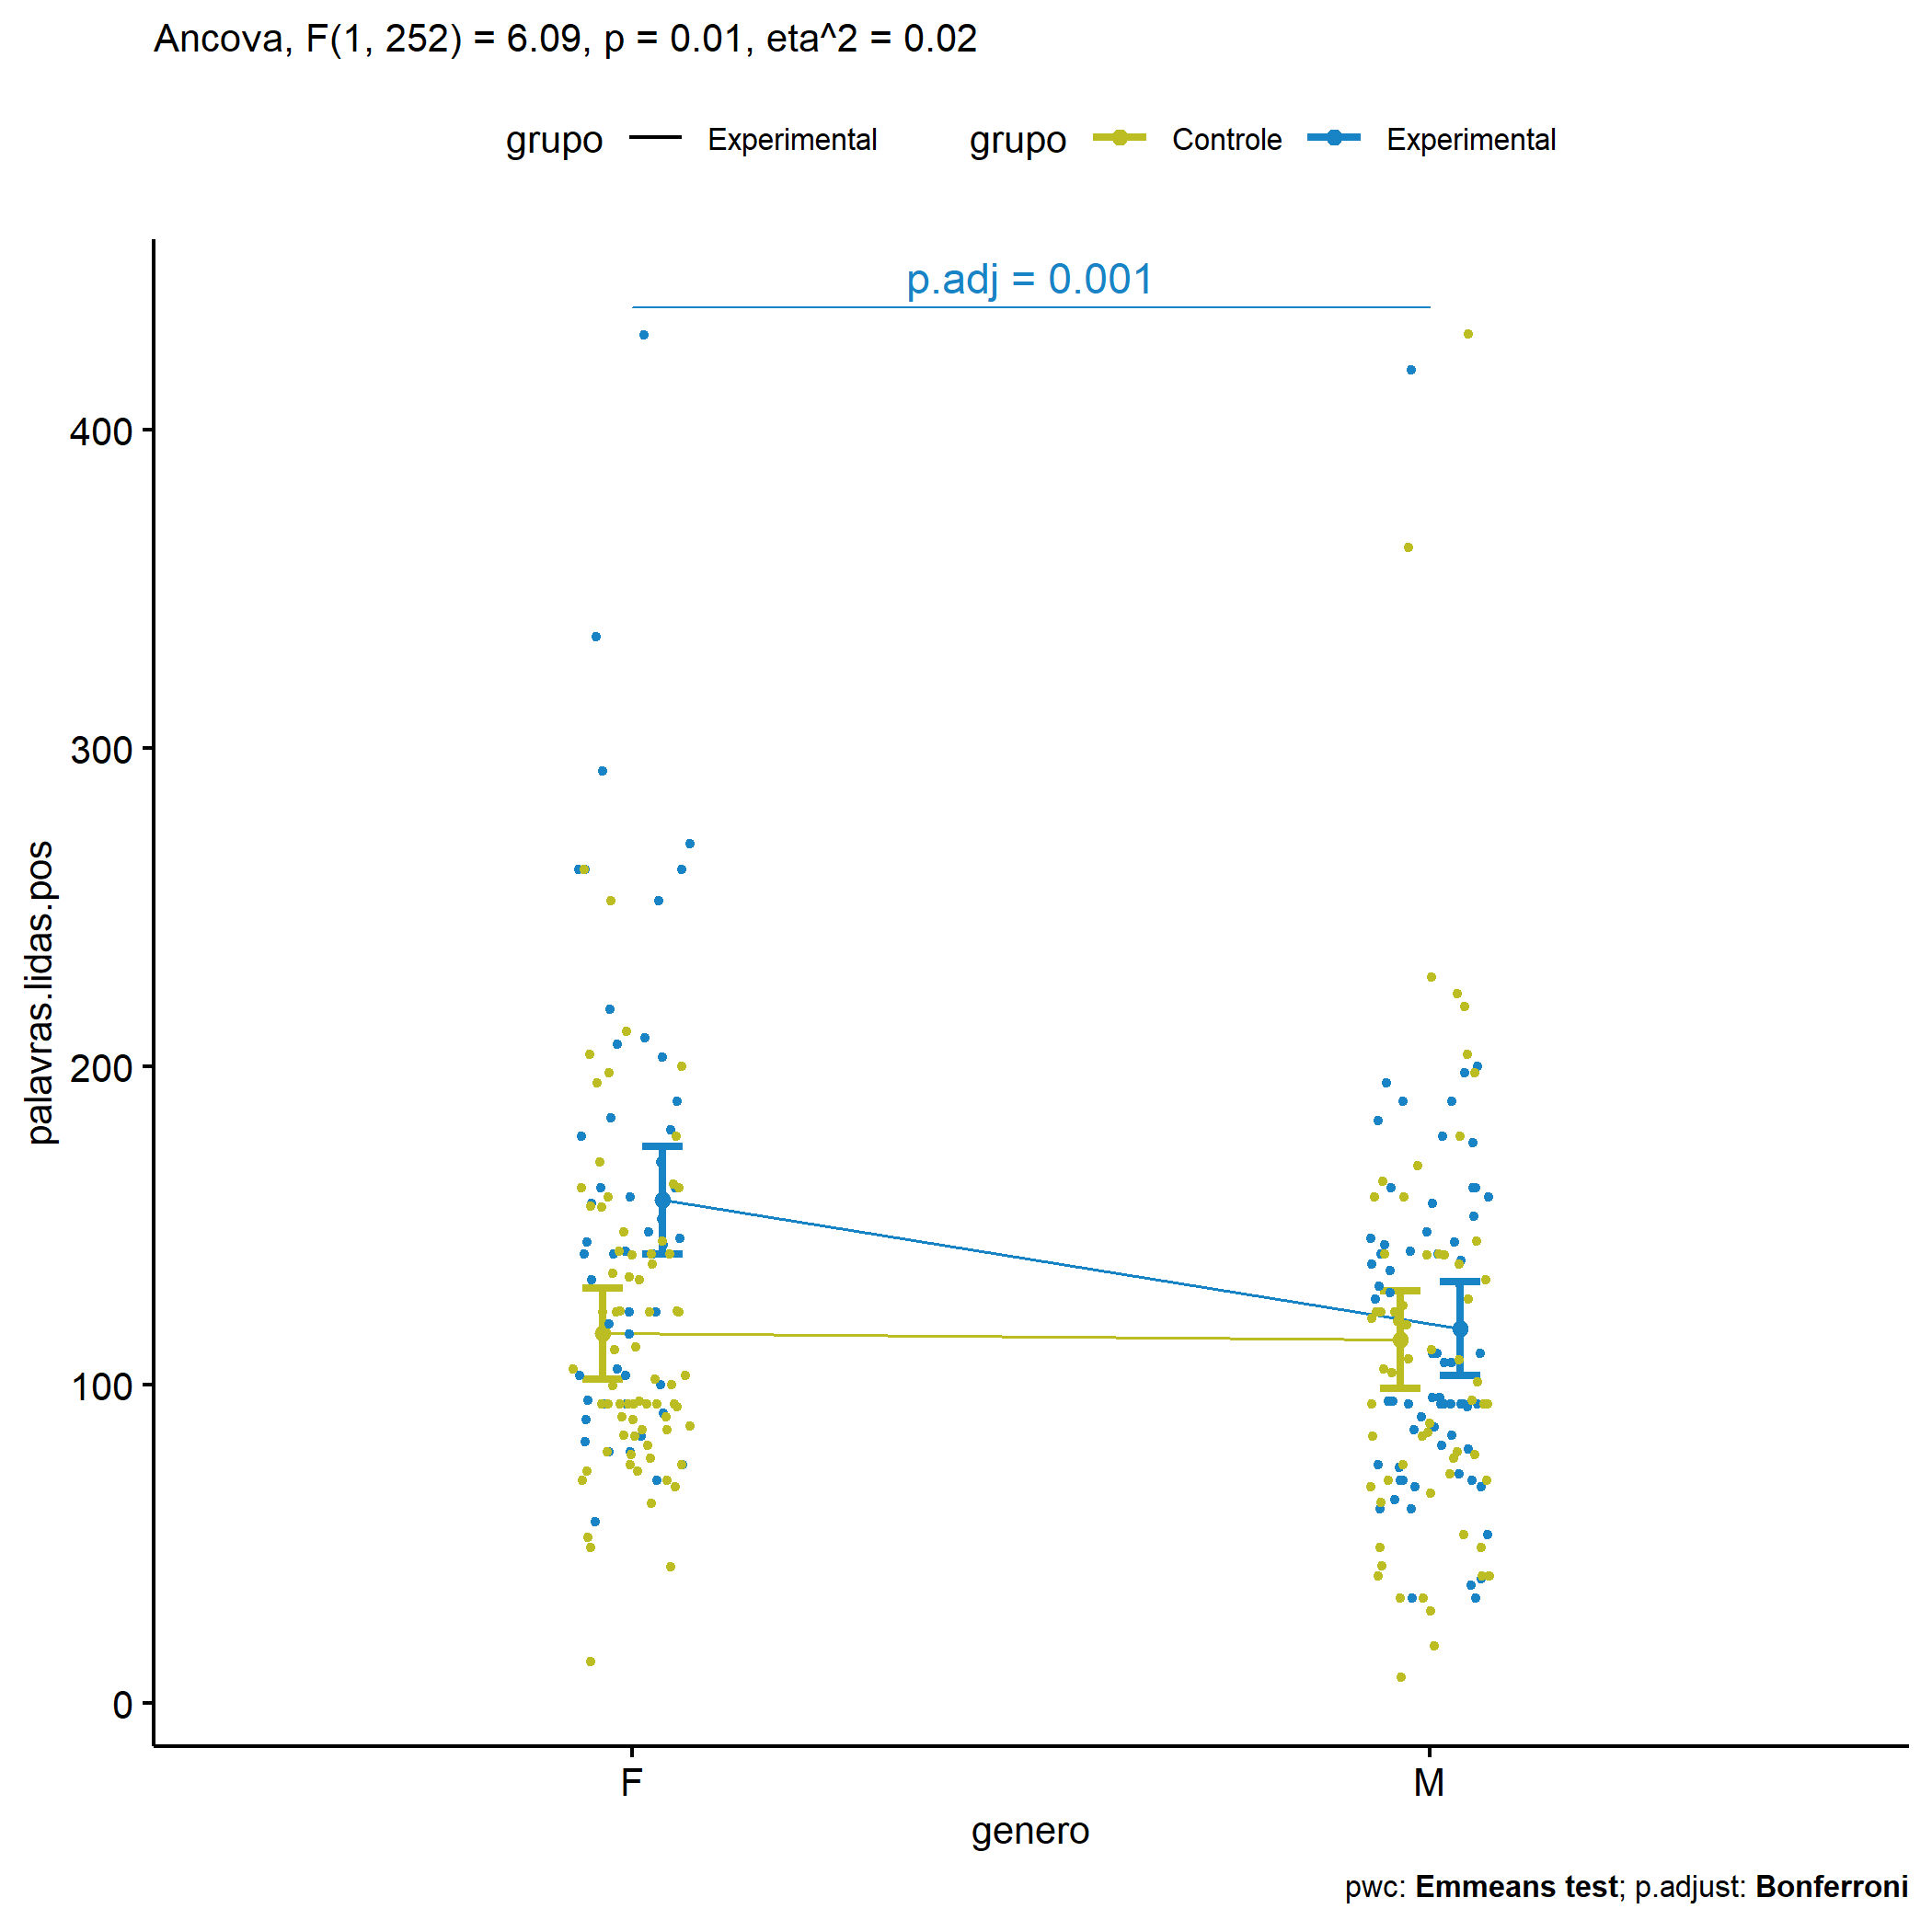 Ancova, F(1, 252) = 6.09, p = 0.01, eta^2 = 0.02
grupo Experimental grupo Controle Experimental
p.adj = 0.001
400
300
200
100
0
palavras.lidas.pos
F M
genero
pwc: Emmeans test; p.adjust: Bonferroni